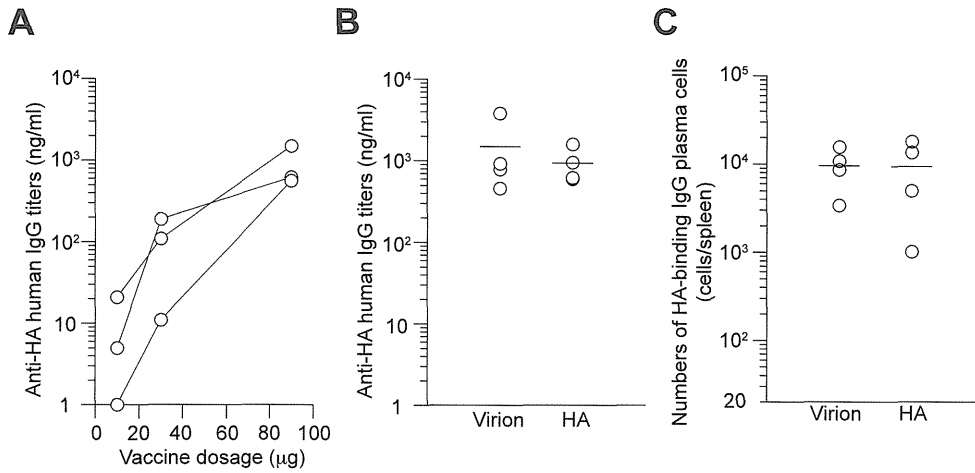 A
Anti-HA human IgG titers (ng/ml)
10⁴
10³
10²
10
1
0 20 40 60 80 100
Vaccine dosage (μg)
B
Anti-HA human IgG titers (ng/ml)
10⁴
10³
10²
10
1
Virion HA
C
Numbers of HA-binding IgG plasma cells
(cells/spleen)
10⁵
10⁴
10³
10²
20
Virion HA